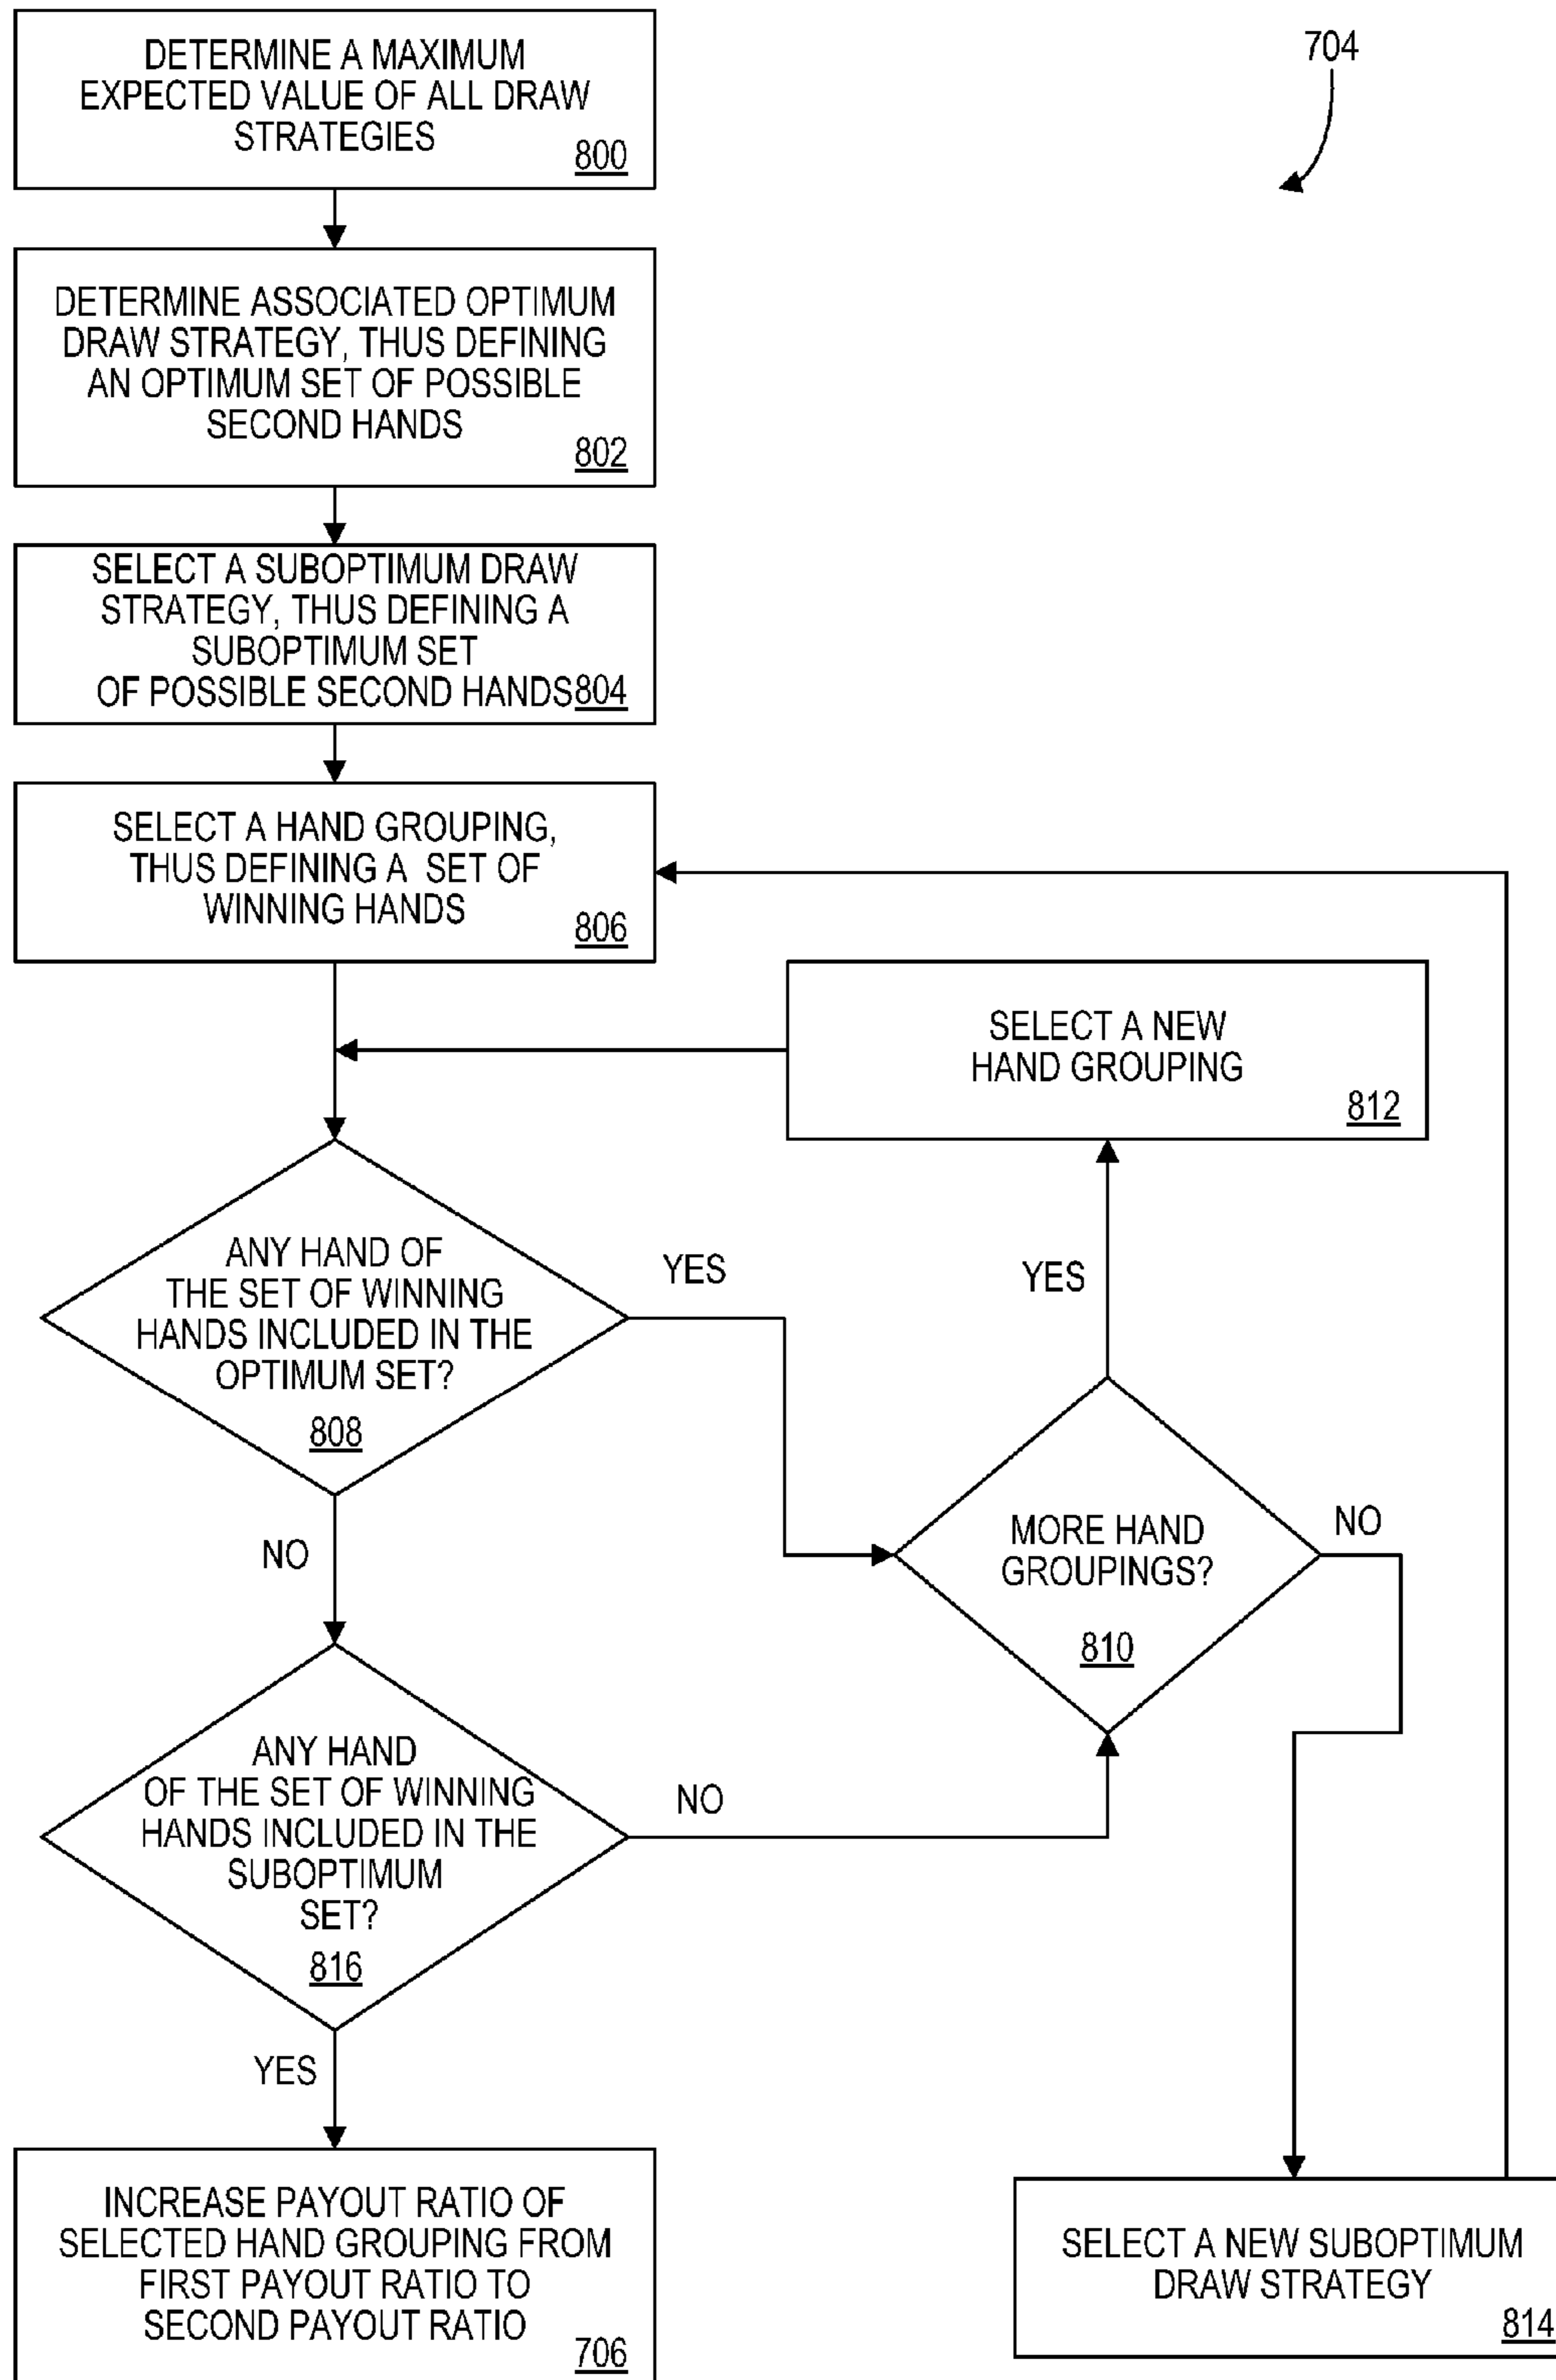 DETERMINE A MAXIMUM
EXPECTED VALUE OF ALL DRAW
STRATEGIES
800
704
DETERMINE ASSOCIATED OPTIMUM
DRAW STRATEGY, THUS DEFINING
AN OPTIMUM SET OF POSSIBLE
SECOND HANDS
802
SELECT A SUBOPTIMUM DRAW
STRATEGY, THUS DEFINING A
SUBOPTIMUM SET
OF POSSIBLE SECOND HANDS 804
SELECT A HAND GROUPING,
THUS DEFINING A SET OF
WINNING HANDS
806
SELECT A NEW
HAND GROUPING
812
ANY HAND OF
THE SET OF WINNING
HANDS INCLUDED IN THE
OPTIMUM SET?
808
YES
YES
NO
MORE HAND
GROUPINGS?
810
NO
ANY HAND
OF THE SET OF WINNING
HANDS INCLUDED IN THE
SUBOPTIMUM
SET?
816
NO
YES
INCREASE PAYOUT RATIO OF
SELECTED HAND GROUPING FROM
FIRST PAYOUT RATIO TO
SECOND PAYOUT RATIO
706
SELECT A NEW SUBOPTIMUM
DRAW STRATEGY
814